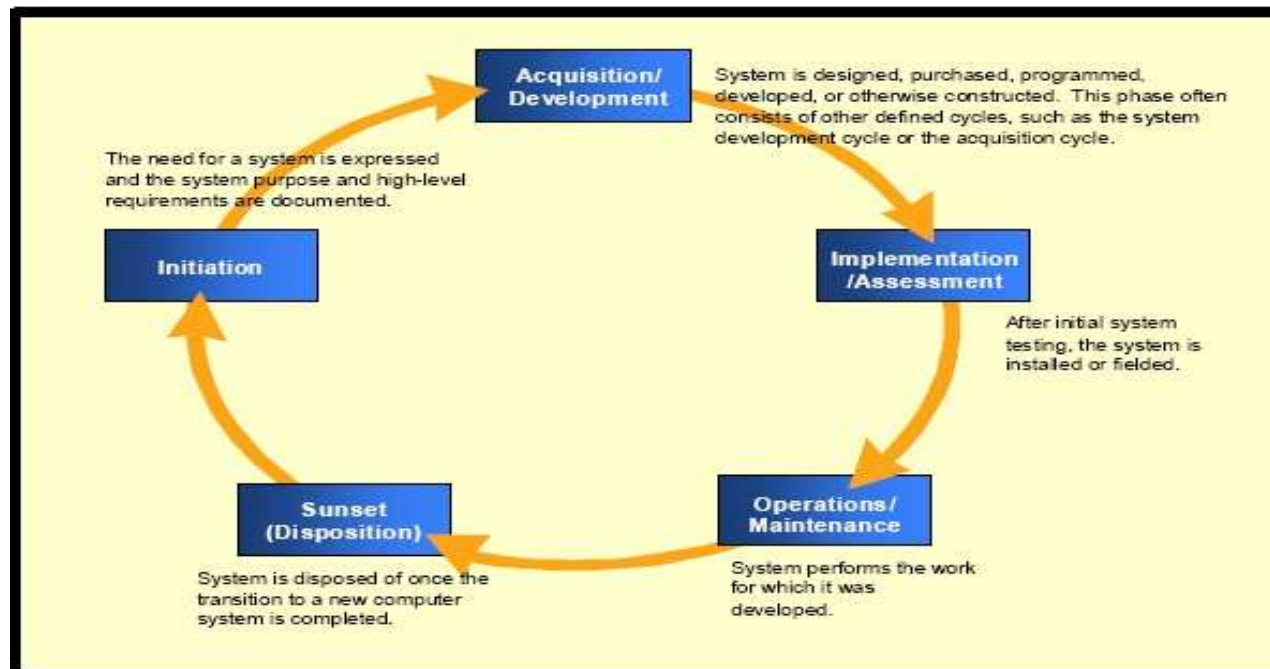 Acquisition/
Development
System is designed, purchased, programmed,
developed, or otherwise constructed. This phase often
consists of other defined cycles, such as the system
development cycle or the acquisition cycle.
The need for a system is expressed
and the system purpose and high-level
requirements are documented.
Initiation
Implementation
/Assessment
After initial system
testing, the system is
installed or fielded.
Operations/
Maintenance
System performs the work
for which it was
developed.
Sunset
(Disposition)
System is disposed of once the
transition to a new computer
system is completed.